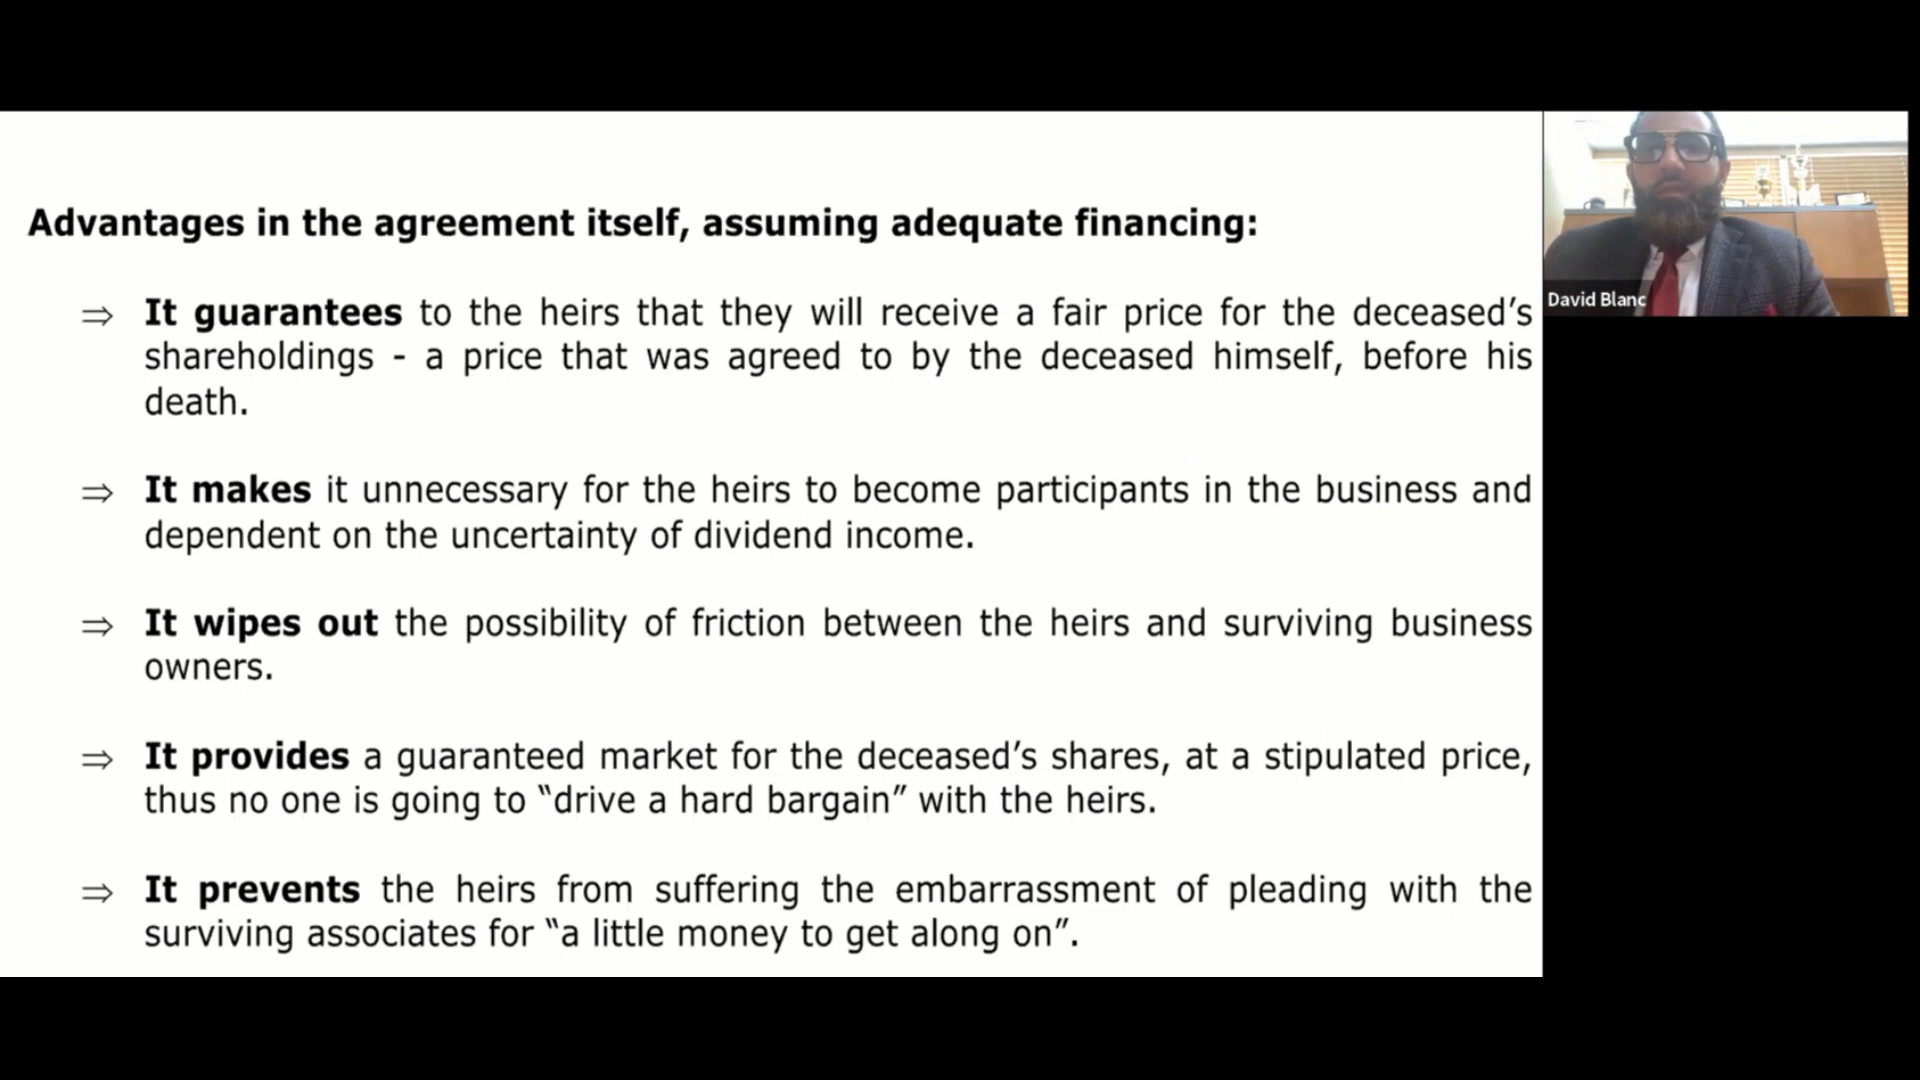 Advantages in the agreement itself, assuming adequate financing:
⇒ It guarantees to the heirs that they will receive a fair price for the deceased’s
shareholdings - a price that was agreed to by the deceased himself, before his
death.
⇒ It makes it unnecessary for the heirs to become participants in the business and
dependent on the uncertainty of dividend income.
⇒ It wipes out the possibility of friction between the heirs and surviving business
owners.
⇒ It provides a guaranteed market for the deceased’s shares, at a stipulated price,
thus no one is going to “drive a hard bargain” with the heirs.
⇒ It prevents the heirs from suffering the embarrassment of pleading with the
surviving associates for “a little money to get along on”.
David Blanc